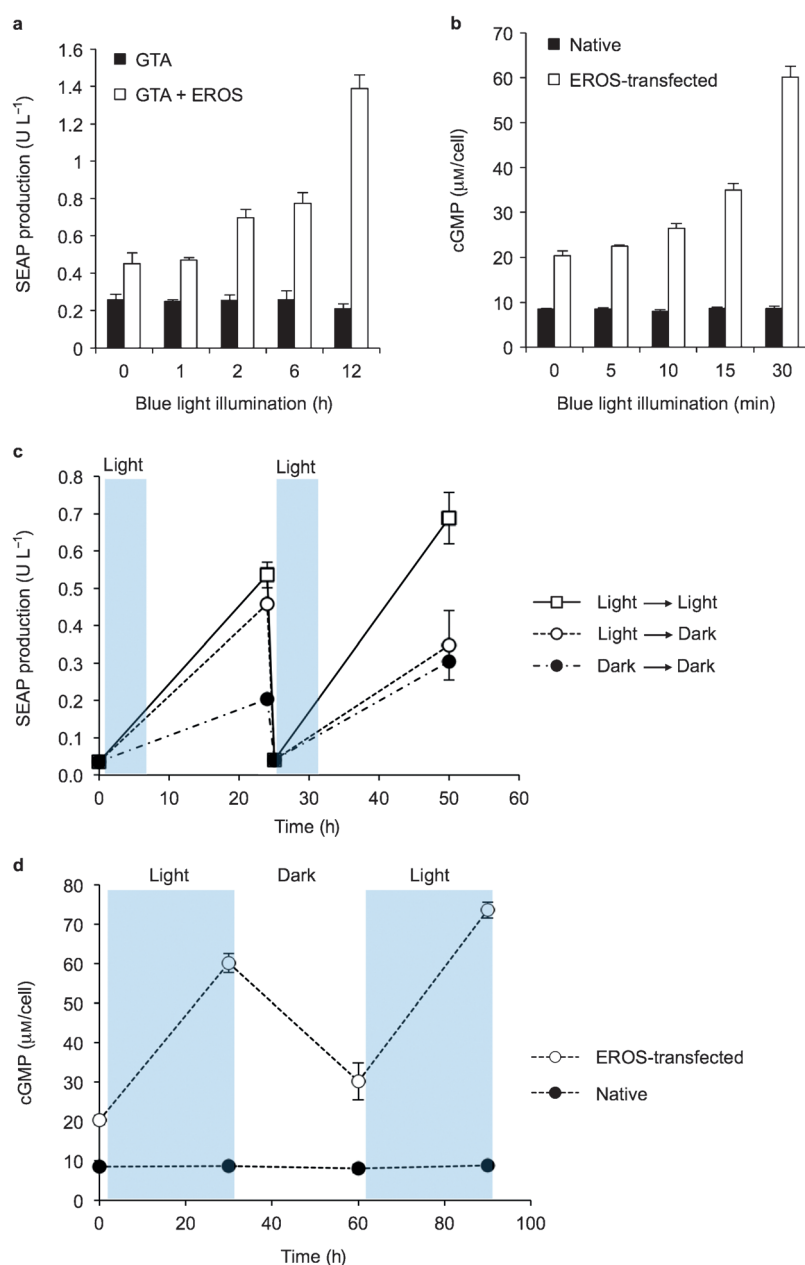 a
1.6
1.4
1.2
1
0.8
0.6
0.4
0.2
0
SEAP production (U L⁻¹)
GTA
GTA + EROS
0 1 2 6 12
Blue light illumination (h)
b
70
60
50
40
30
20
10
0
cGMP (μM/cell)
Native
EROS-transfected
0 5 10 15 30
Blue light illumination (min)
c
Light Light
0.8
0.7
0.6
0.5
0.4
0.3
0.2
0.1
0.0
SEAP production (U L⁻¹)
0 10 20 30 40 50 60
Time (h)
Light → Light
Light → Dark
Dark → Dark
d
Light Dark Light
80
70
60
50
40
30
20
10
0
cGMP (μM/cell)
0 20 40 60 80 100
Time (h)
EROS-transfected
Native